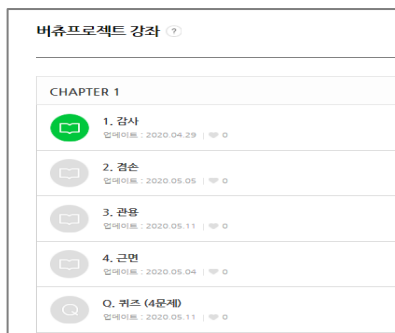 버츄프로젝트 강좌 ?
CHAPTER 1
1. 감사
업데이트 : 2020.04.29 | ♥ 0
2. 겸손
업데이트 : 2020.05.05 | ♥ 0
3. 관용
업데이트 : 2020.05.11 | ♥ 0
4. 근면
업데이트 : 2020.05.04 | ♥ 0
Q
Q. 퀴즈 (4문제)
업데이트 : 2020.05.11 | ♥ 0